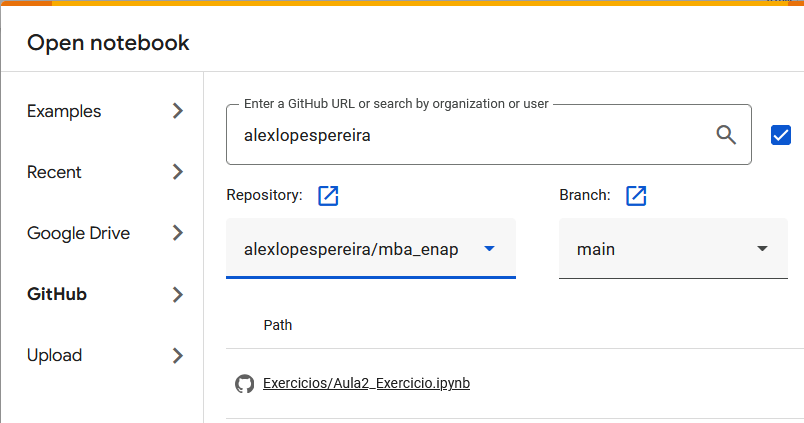 Open notebook
Examples
Recent
Google Drive
GitHub
Upload
Enter a GitHub URL or search by organization or user
alexlopespereira
Repository:
Branch:
alexlopespereira/mba_enap
main
Path
Exercicios/Aula2_Exercicio.ipynb